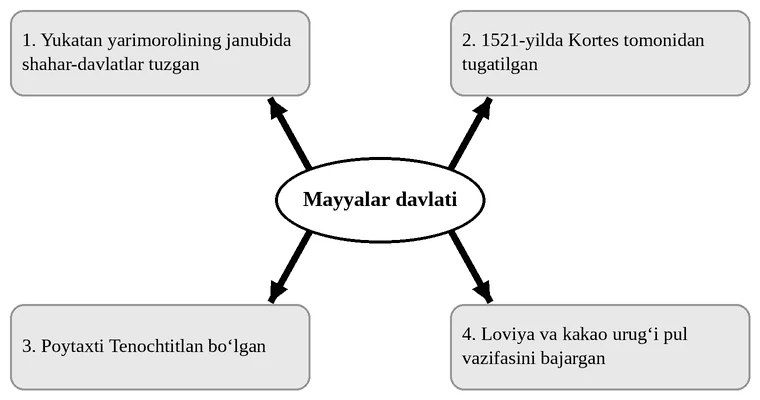 1. Yukatan yarimorolining janubida
shahar-davlatlar tuzgan
2. 1521-yilda Kortes tomonidan
tugatilgan
Mayyalar davlati
3. Poytaxti Tenochtitlan bo‘lgan
4. Loviya va kakao urug‘i pul
vazifasini bajargan